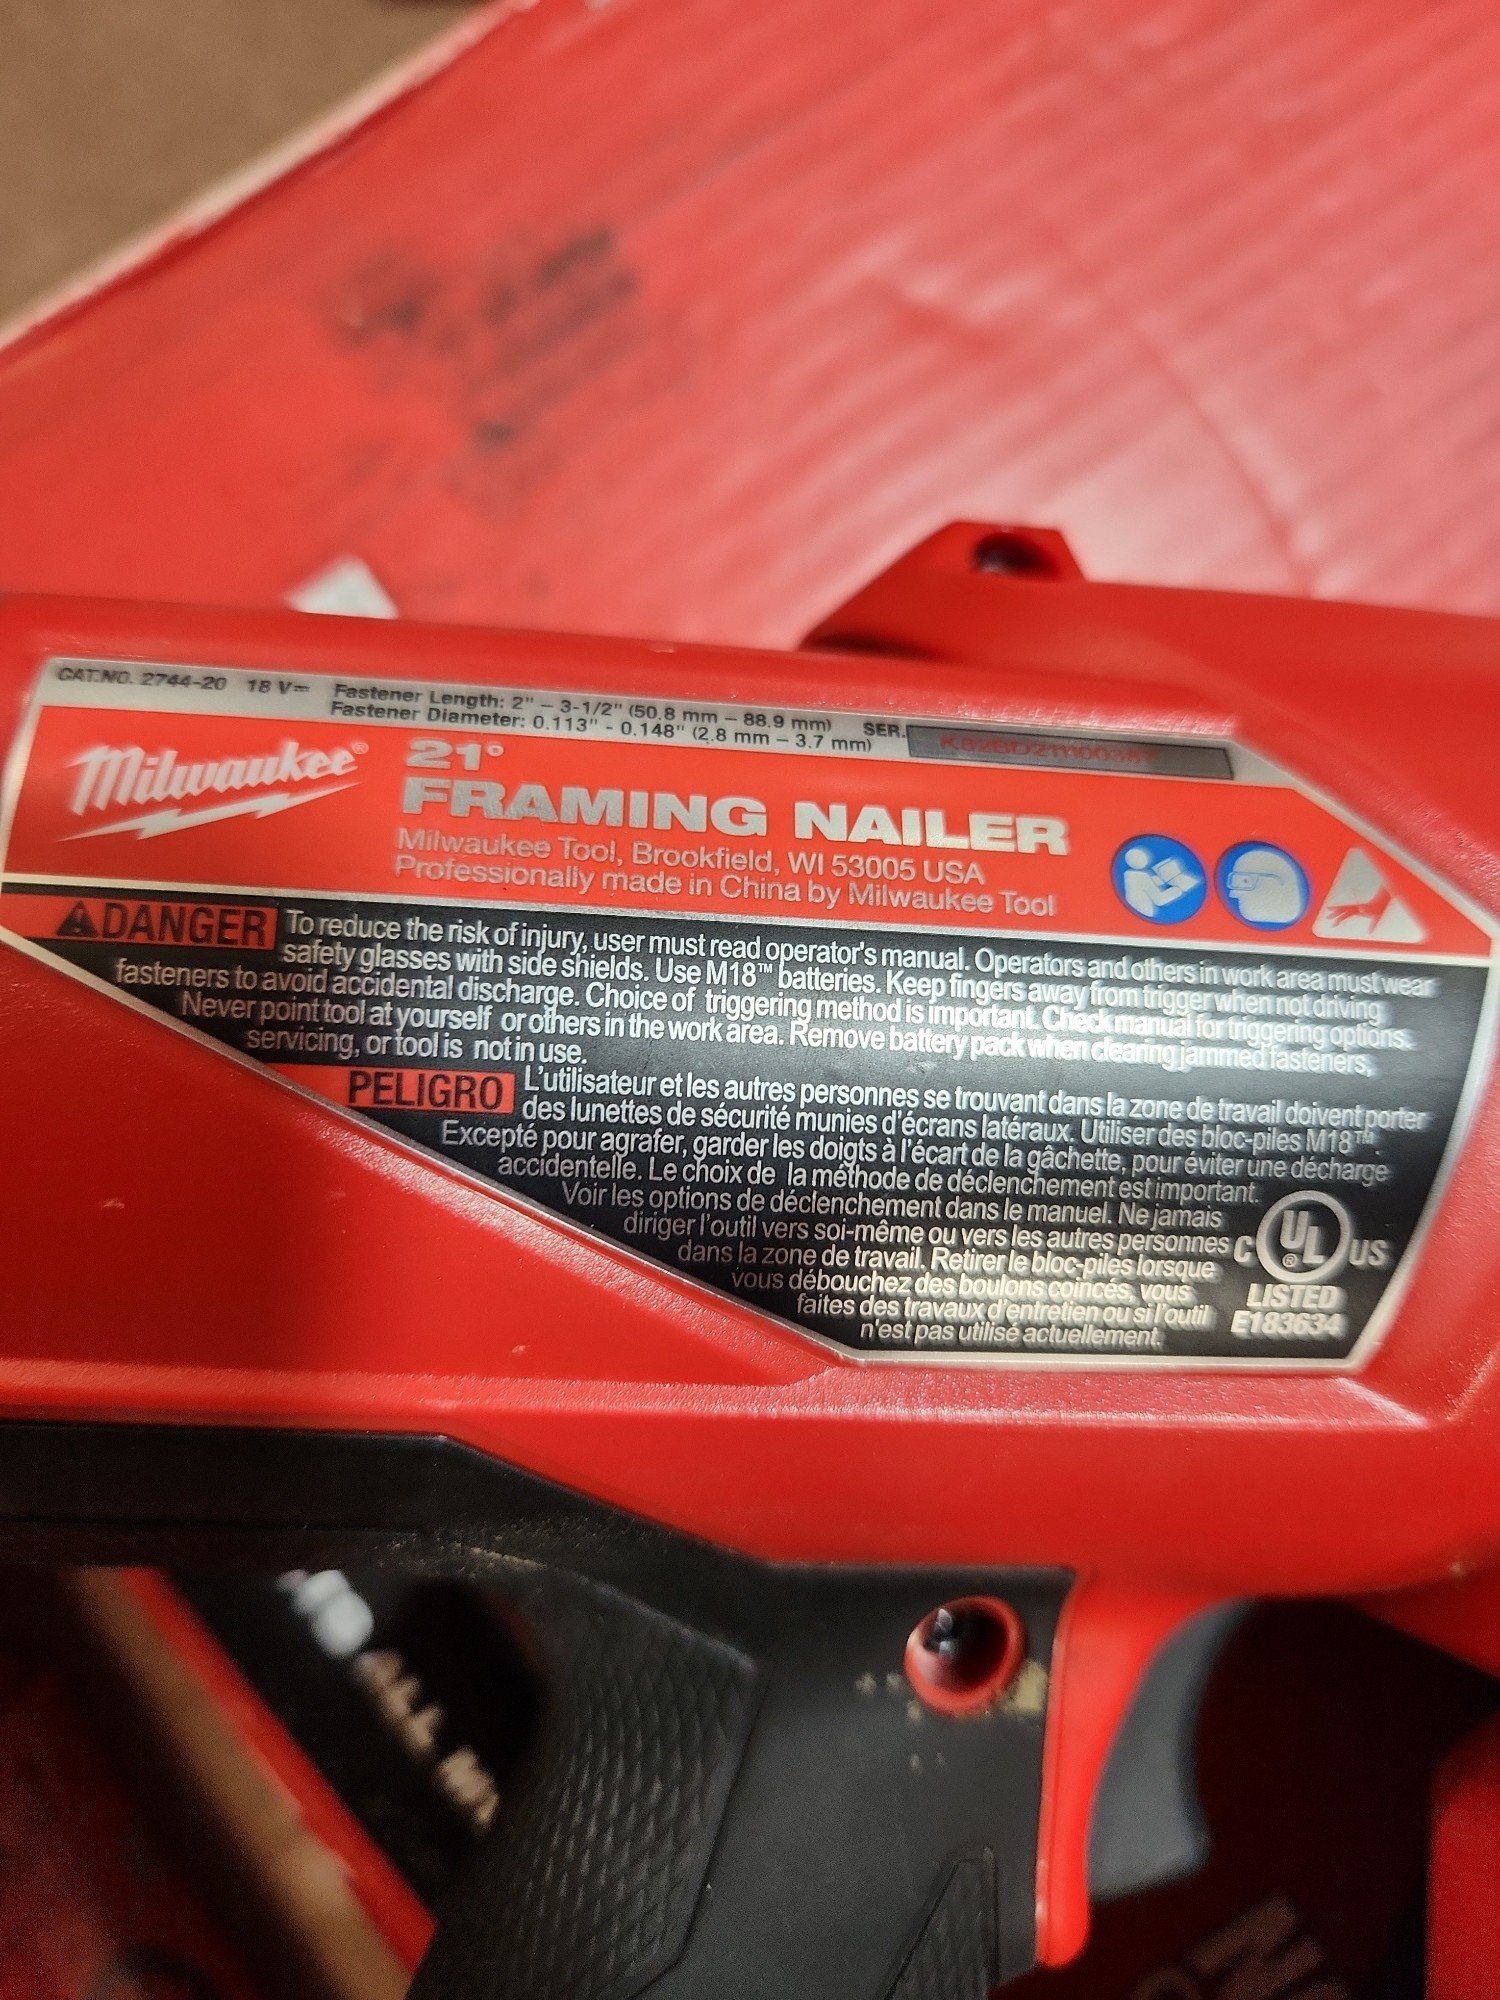 CAT.NO. 2744-20 18 V⎓ Fastener Length: 2" – 3-1/2" (50.8 mm – 88.9 mm) SER.
Fastener Diameter: 0.113" - 0.148" (2.8 mm – 3.7 mm)
Milwaukee®
21°
FRAMING NAILER
Milwaukee Tool, Brookfield, WI 53005 USA
Professionally made in China by Milwaukee Tool
DANGER To reduce the risk of injury, user must read operator's manual. Operators and others in work area must wear
safety glasses with side shields. Use M18™ batteries. Keep fingers away from trigger when not driving
fasteners to avoid accidental discharge. Choice of triggering method is important. Check manual for triggering options.
Never point tool at yourself or others in the work area. Remove battery pack when clearing jammed fasteners,
servicing, or tool is not in use.
PELIGRO L'utilisateur et les autres personnes se trouvant dans la zone de travail doivent porter
des lunettes de sécurité munies d'écrans latéraux. Utiliser des bloc-piles M18™.
Excepté pour agrafer, garder les doigts à l'écart de la gâchette, pour éviter une décharge
accidentelle. Le choix de la méthode de déclenchement est important.
Voir les options de déclenchement dans le manuel. Ne jamais
diriger l'outil vers soi-même ou vers les autres personnes
dans la zone de travail. Retirer le bloc-piles lorsque
vous débouchez des boulons coincés, vous
faites des travaux d'entretien ou si l'outil
n'est pas utilisé actuellement.
C UL® US
LISTED
E183634
ALL